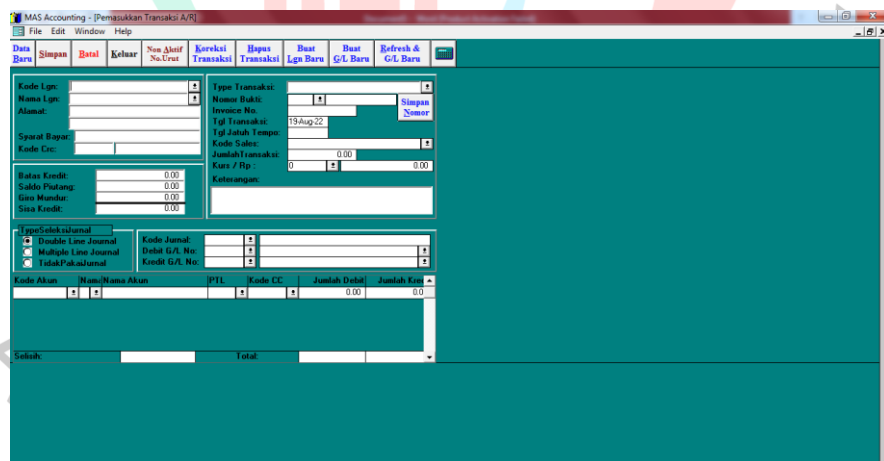 MAS Accounting - [Pemasukkan Transaksi A/R]
File Edit Window Help
Data Baru Simpan Batal Keluar Non Aktif No.Urut Koreksi Transaksi Hapus Transaksi Buat Lgn Baru Buat G/L Baru Refresh & G/L Baru
Kode Lgn:
Nama Lgn:
Alamat:
Syarat Bayar:
Kode Crc:
Type Transaksi:
Nomor Bukti:
Simpan Nomor
Invoice No.
Tgl Transaksi: 19-Aug-22
Tgl Jatuh Tempo:
Kode Sales:
JumlahTransaksi: 0.00
Kurs / Rp : 0 0.00
Keterangan:
Batas Kredit: 0.00
Saldo Piutang: 0.00
Giro Mundur: 0.00
Sisa Kredit: 0.00
TypeSeleksiJurnal
Double Line Journal
Multiple Line Journal
TidakPakaiJurnal
Kode Jurnal:
Debit G/L No:
Kredit G/L No:
Kode Akun Nama Nama Akun PTL Kode CC Jumlah Debit Jumlah Kre
0.00 0.0
Selisih: Total: